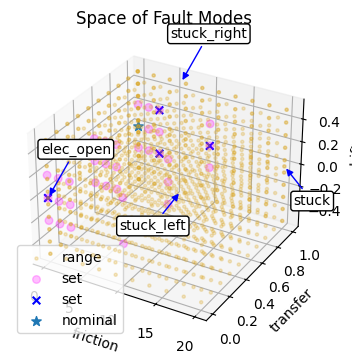 Space of Fault Modes
stuck_right
elec_open
stuck_left
stuck
0.4
0.2
0.0
−0.2
−0.4
1.0
0.8
0.6
0.4
0.2
0.0
transfer
15
20
friction
range
set
set
nominal